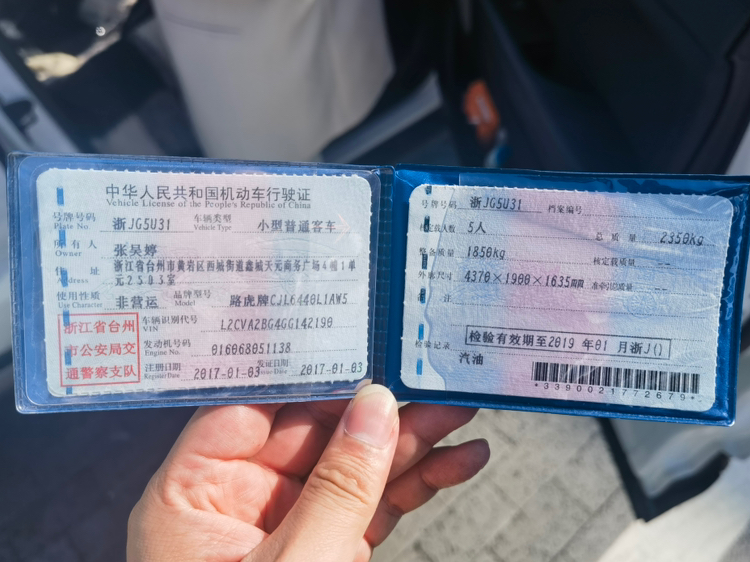 中华人民共和国机动车行驶证
Vehicle License of the People's Republic of China
号牌号码 浙JG5U31 车辆类型 小型普通客车
Plate No Vehicle Type
所有人 张吴婷
Owner
住址 浙江省台州市黄岩区西城街道鑫城天元商务广场4幢1单
Address 元2503室
使用性质 非营运 品牌型号 路虎牌CJL6440L1AW5
Use Character Model
浙江省台州
市公安局交
通警察支队
车辆识别代号 L2CVA2BG4GG142190
VIN
发动机号码 016068051138
Engine No.
注册日期 2017-01-03 发证日期 2017-01-03
Register Date Issue Date
号牌号码 浙JG5U31 档案编号
核定载人数 5人 总质量 2350kg
整备质量 1850kg 核定载质量 --
外廓尺寸 4370×1900×1635mm 准牵引总质量 --
备注
检验记录 检验有效期至2019年01月浙J()
汽油
*3390021772679*